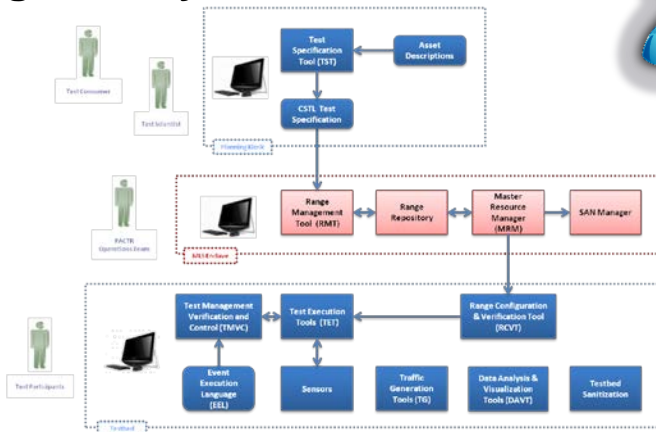 Test
Specification
Tool (TST)
Asset
Descriptions
Test Consumer
Test Scientist
CSTL Test
Specification
Range
Management
Tool (RMT)
Range
Repository
Master
Resource
Manager
(MRM)
SAN Manager
Operations Team
Test Management
Verification and
Control (TMVC)
Test Execution
Tools (TET)
Range Configuration
& Verification Tool
(RCVT)
Test Participants
Event
Execution
Language
(EEL)
Sensors
Traffic
Generation
Tools (TG)
Data Analysis &
Visualization
Tools (DAVT)
Testbed
Sanitization
Testbed